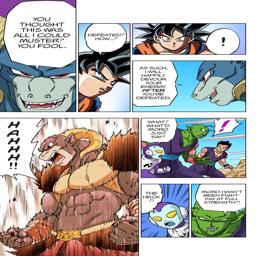 !
DEFEATED?
HOW...
YOU
THOUGHT
THIS WAS
ALL I COULD
MUSTER?
YOU FOOL.
AS SUCH,
I WILL
HAPPILY
DEVOUR
YOUR
ENERGY
AFTER
YOU'RE
DEFEATED.
WHAT?
WHAT'D
MORO
JUST
SAY?
MORO HASN'T
BEEN FIGHT-
ING AT FULL
STRENGTH?!
THE
HECK
?!
HAAHH!!